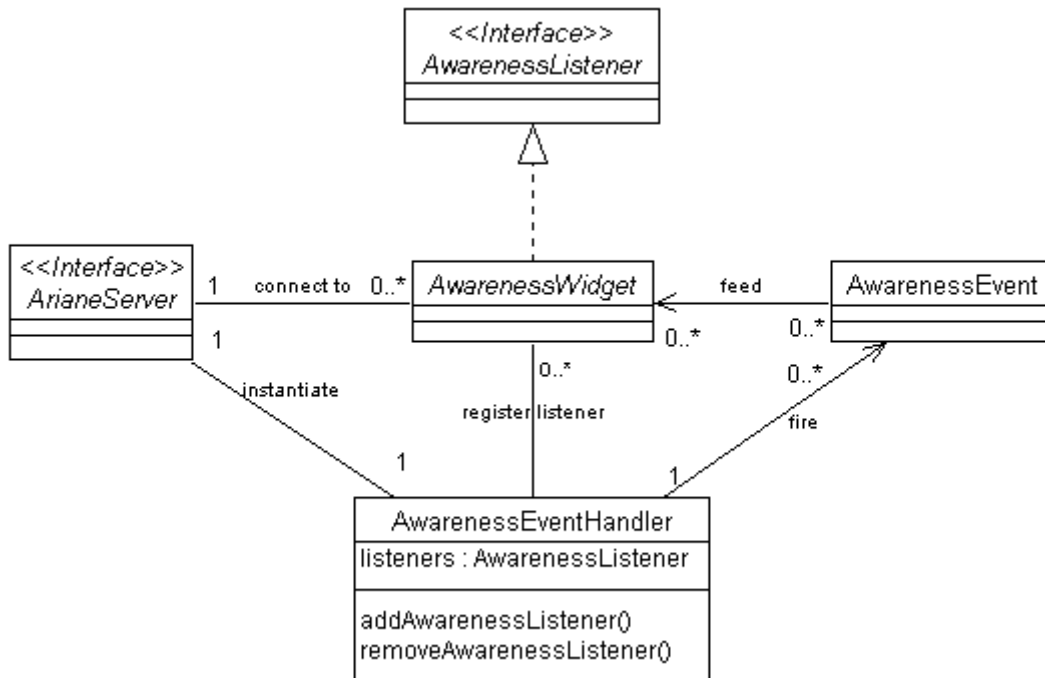 <<Interface>>
AwarenessListener
<<Interface>>
ArianeServer
1
connect to
0..*
AwarenessWidget
feed
AwarenessEvent
1
0..*
0..*
0..*
0..*
instantiate
register listener
fire
1
1
AwarenessEventHandler
listeners : AwarenessListener
addAwarenessListener()
removeAwarenessListener()